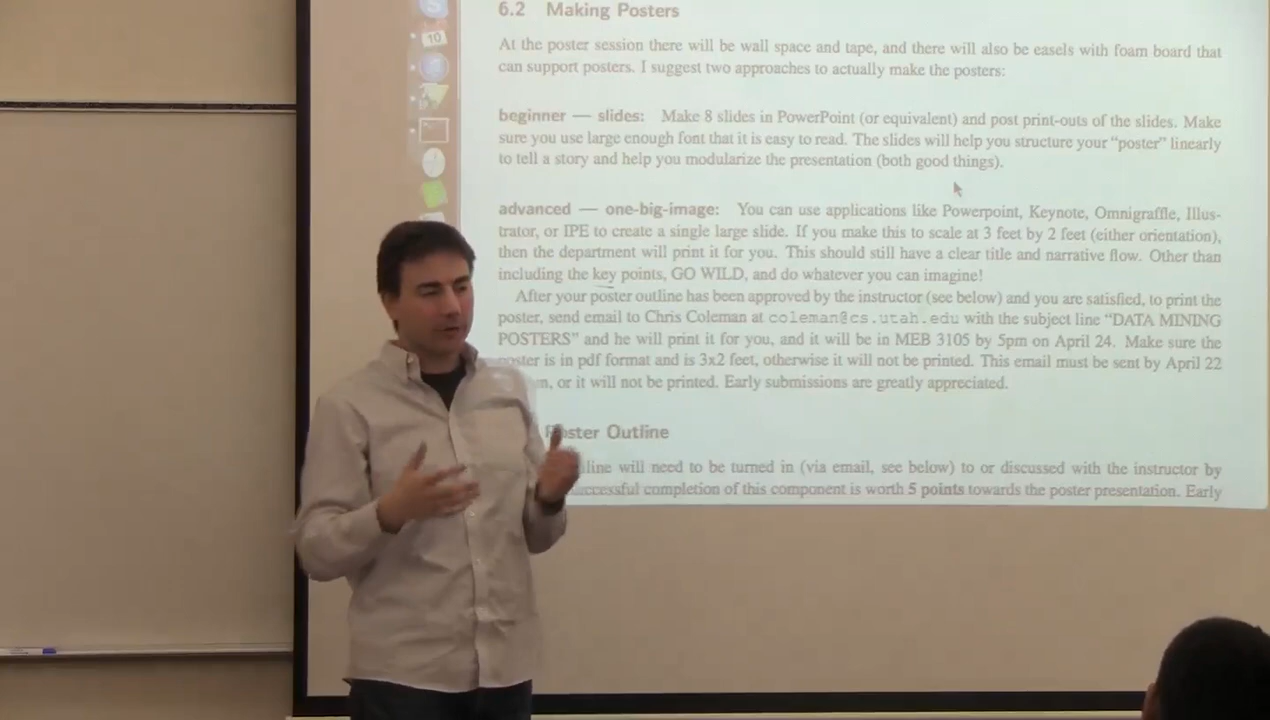 6.2 Making Posters
At the poster session there will be wall space and tape, and there will also be easels with foam board that
can support posters. I suggest two approaches to actually make the posters:
beginner — slides: Make 8 slides in PowerPoint (or equivalent) and post print-outs of the slides. Make
sure you use large enough font that it is easy to read. The slides will help you structure your “poster” linearly
to tell a story and help you modularize the presentation (both good things).
advanced — one-big-image: You can use applications like Powerpoint, Keynote, Omnigraffle, Illus-
trator, or IPE to create a single large slide. If you make this to scale at 3 feet by 2 feet (either orientation),
then the department will print it for you. This should still have a clear title and narrative flow. Other than
including the key points, GO WILD, and do whatever you can imagine!
After your poster outline has been approved by the instructor (see below) and you are satisfied, to print the
poster, send email to Chris Coleman at coleman@cs.utah.edu with the subject line “DATA MINING
POSTERS” and he will print it for you, and it will be in MEB 3105 by 5pm on April 24. Make sure the
poster is in pdf format and is 3x2 feet, otherwise it will not be printed. This email must be sent by April 22
or it will not be printed. Early submissions are greatly appreciated.
Poster Outline
line will need to be turned in (via email, see below) to or discussed with the instructor by
successful completion of this component is worth 5 points towards the poster presentation. Early
10